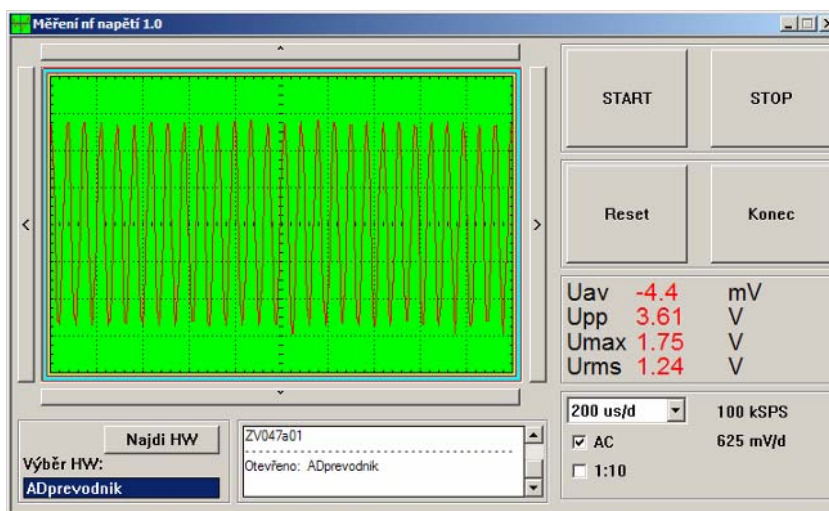 Měření nf napětí 1.0
START STOP
Reset Konec
Uav -4.4 mV
Upp 3.61 V
Umax 1.75 V
Urms 1.24 V
200 us/d 100 kSPS
AC 625 mV/d
1:10
Najdi HW
Výběr HW:
ADprevodnik
ZV047a01
Otevřeno: ADprevodnik